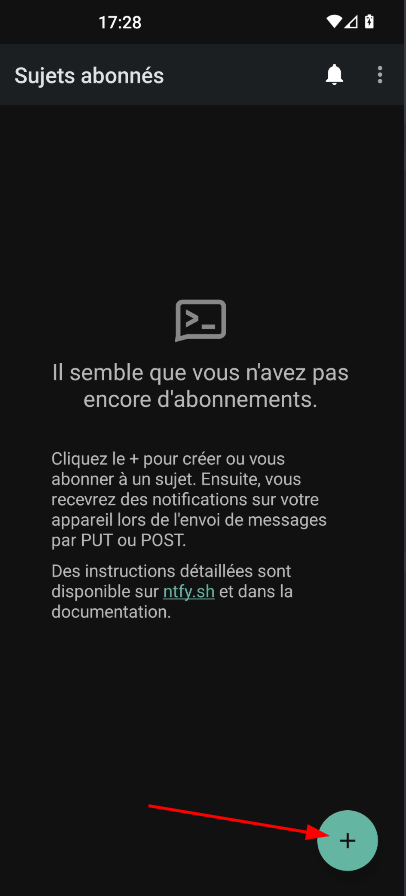 17:28
Sujets abonnés
Il semble que vous n'avez pas
encore d'abonnements.
Cliquez le + pour créer ou vous
abonner à un sujet. Ensuite, vous
recevrez des notifications sur votre
appareil lors de l'envoi de messages
par PUT ou POST.
Des instructions détaillées sont
disponible sur ntfy.sh et dans la
documentation.
+